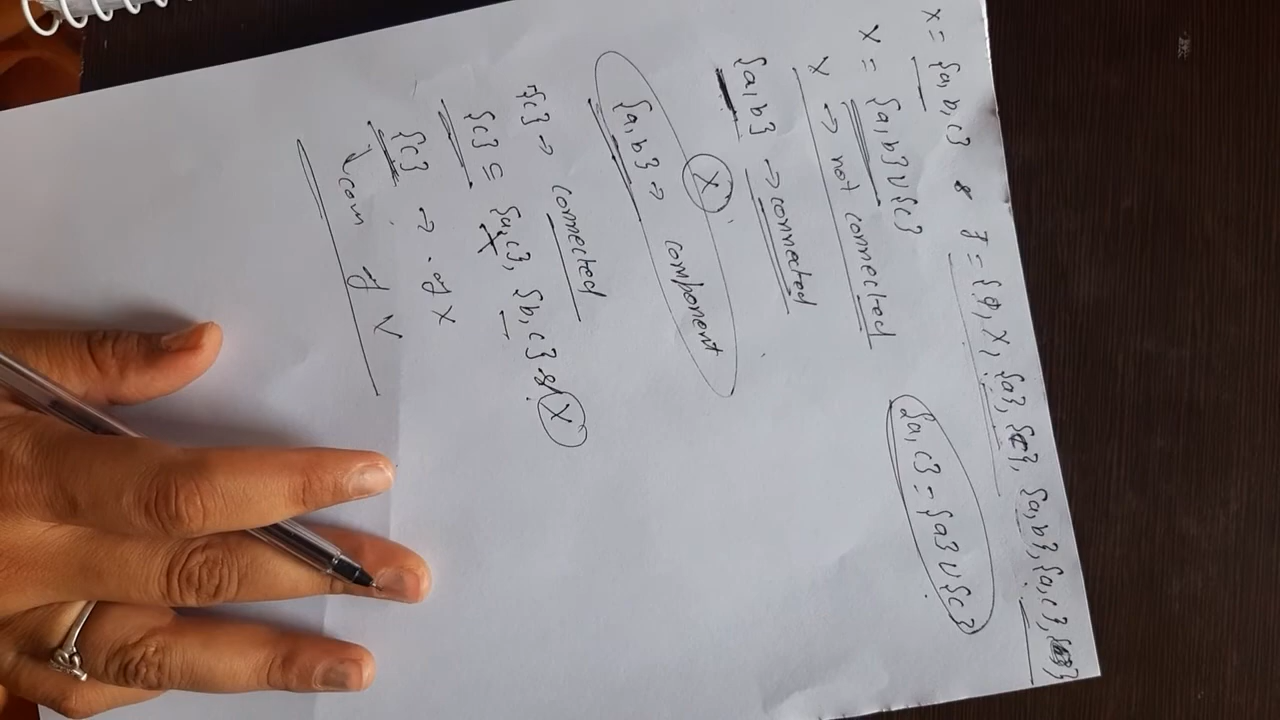 X = {a, b, c} & J = {φ, X, {a}, {c}, {a, b}, {a, c}, }
X = {a, b} ∪ {c}
{a, c} = {a} ∪ {c}
X → not connected
{a, b} → connected
X
{a, b} → component
{c} → connected
{c} ⊆ {a, c}, {b, c} & X
{c} → · of X
com of X